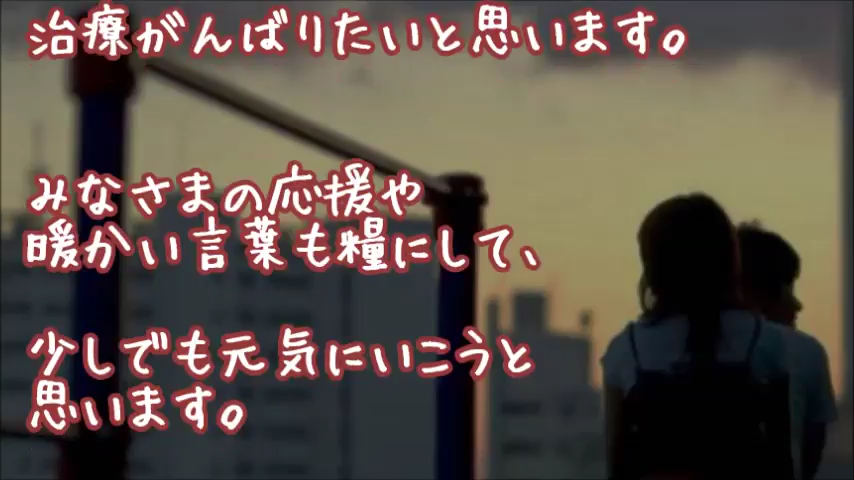 治療がんばりたいと思います。
みなさまの応援や
暖かい言葉も糧にして、
少しでも元気にいこうと
思います。